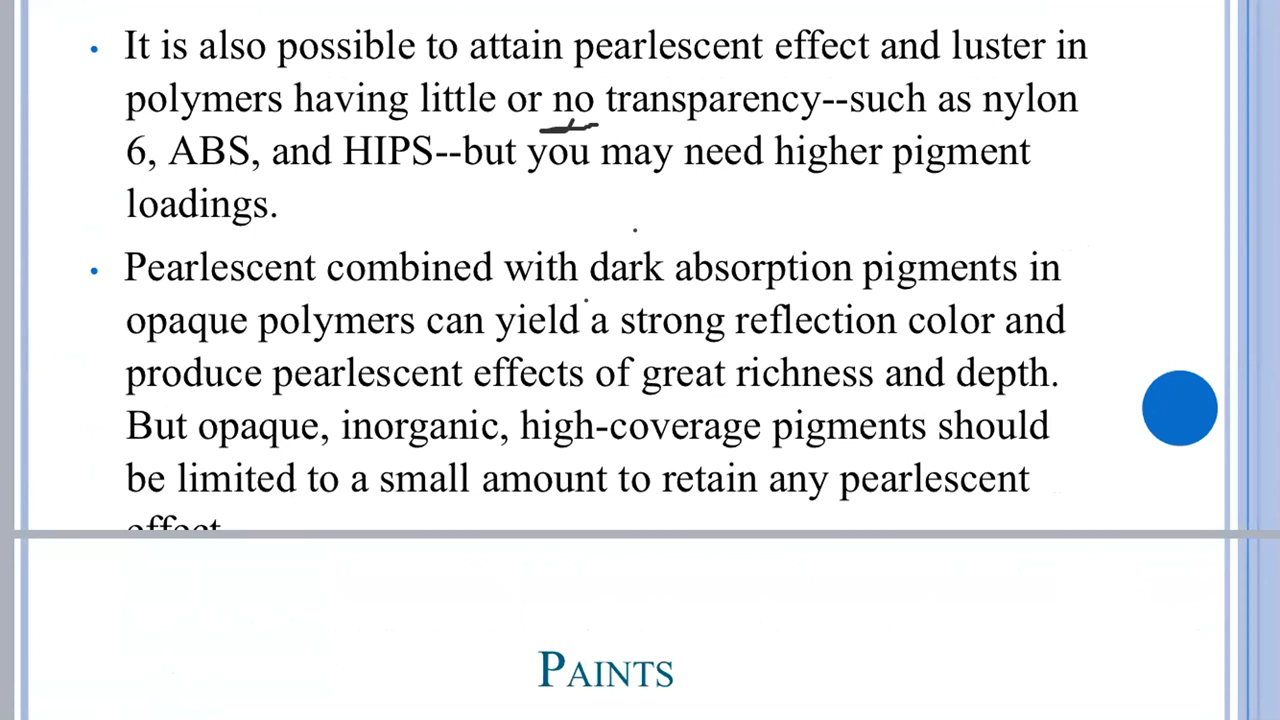 • It is also possible to attain pearlescent effect and luster in
polymers having little or no transparency--such as nylon
6, ABS, and HIPS--but you may need higher pigment
loadings.
• Pearlescent combined with dark absorption pigments in
opaque polymers can yield a strong reflection color and
produce pearlescent effects of great richness and depth.
But opaque, inorganic, high-coverage pigments should
be limited to a small amount to retain any pearlescent
effect.
PAINTS